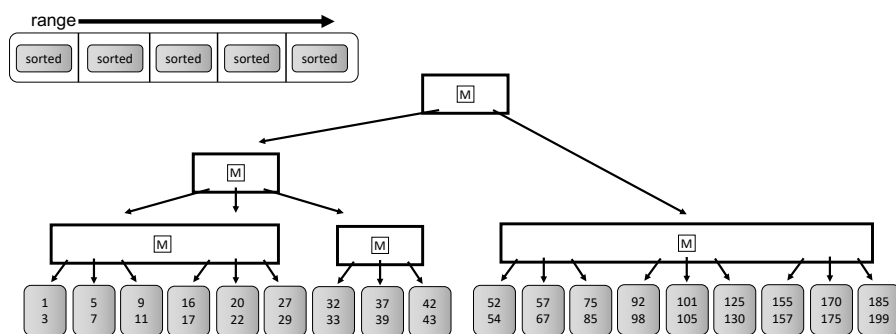 range
sorted sorted sorted sorted sorted
M
M
M M M
1 5 9 16 20 27 32 37 42 52 57 75 92 101 125 155 170 185
3 7 11 17 22 29 33 39 43 54 67 85 98 105 130 157 175 195